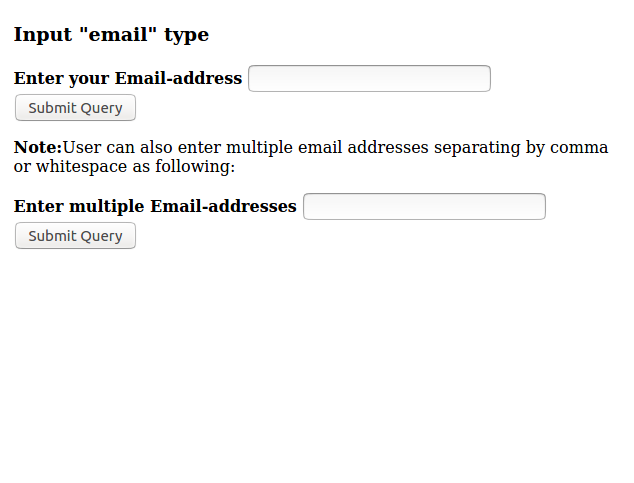 Input "email" type
Enter your Email-address
Submit Query
Note:User can also enter multiple email addresses separating by comma
or whitespace as following:
Enter multiple Email-addresses
Submit Query